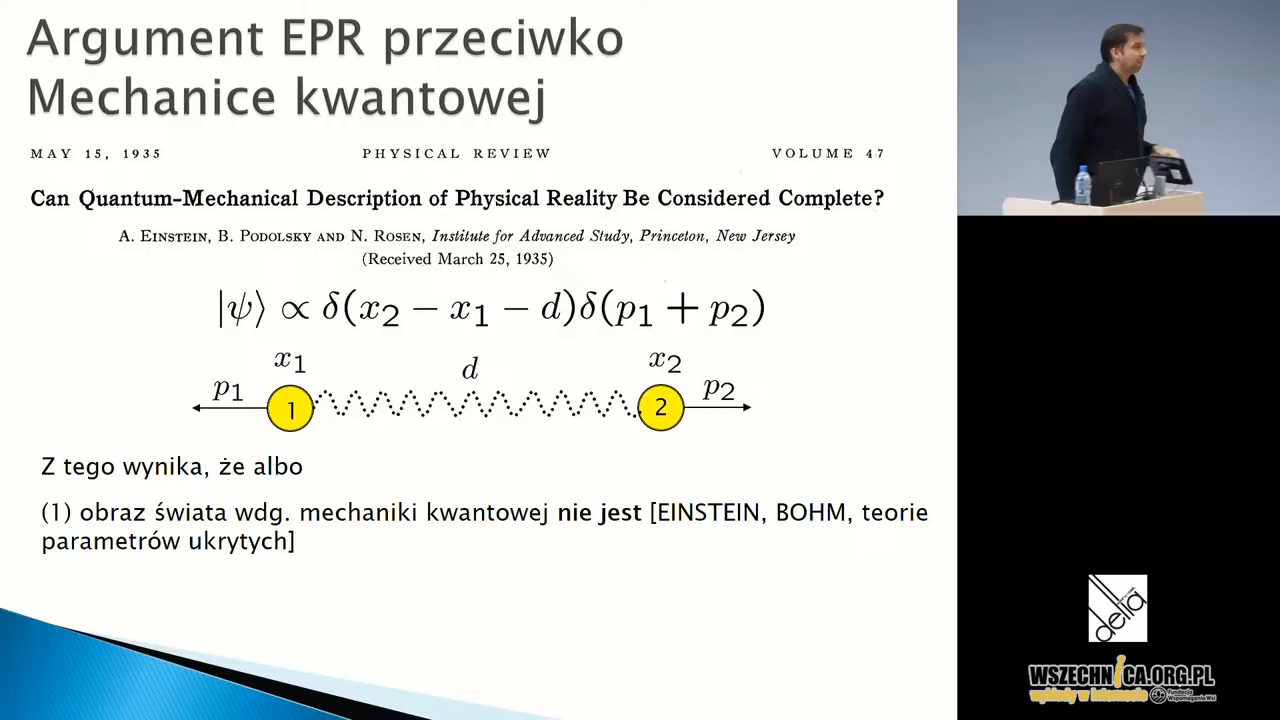 Argument EPR przeciwko
Mechanice kwantowej
MAY 15, 1935 PHYSICAL REVIEW VOLUME 47
Can Quantum-Mechanical Description of Physical Reality Be Considered Complete?
A. EINSTEIN, B. PODOLSKY AND N. ROSEN, Institute for Advanced Study, Princeton, New Jersey
(Received March 25, 1935)
|ψ⟩ ∝ δ(x₂ − x₁ − d)δ(p₁ + p₂)
x₁ d x₂
p₁ p₂
1 2
Z tego wynika, że albo
(1) obraz świata wdg. mechaniki kwantowej nie jest [EINSTEIN, BOHM, teorie
parametrów ukrytych]
delta
WSZECHNICA.ORG.PL
wykłady w internecie
Fundacja
Wspomagania Wsi